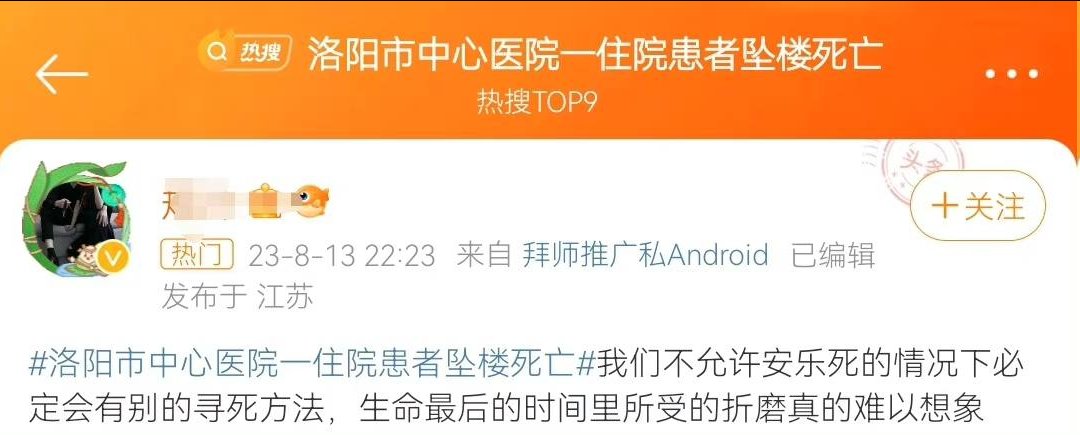 热搜 洛阳市中心医院一住院患者坠楼死亡
热搜TOP9
头条
+关注
热门 23-8-13 22:23 来自 拜师推广私Android 已编辑
发布于 江苏
#洛阳市中心医院一住院患者坠楼死亡#我们不允许安乐死的情况下必
定会有别的寻死方法，生命最后的时间里所受的折磨真的难以想象